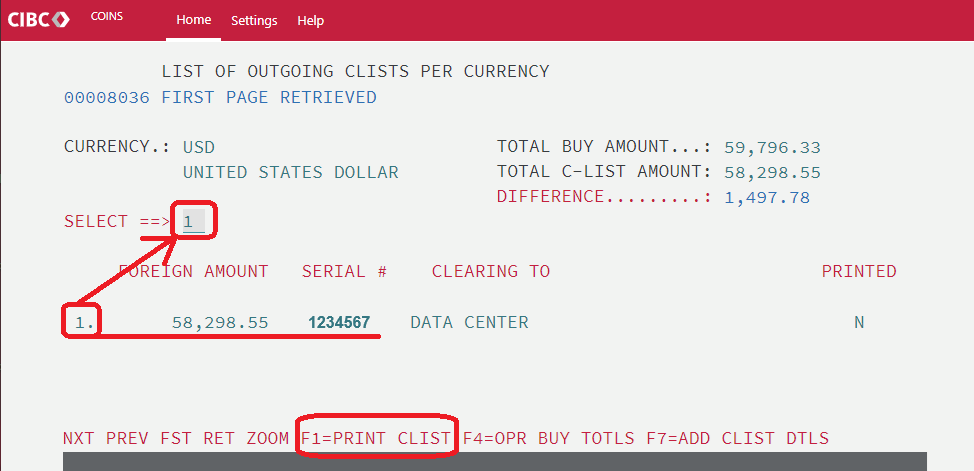 CIBC COINS Home Settings Help
LIST OF OUTGOING CLISTS PER CURRENCY
00008036 FIRST PAGE RETRIEVED
CURRENCY.: USD TOTAL BUY AMOUNT...: 59,796.33
UNITED STATES DOLLAR TOTAL C-LIST AMOUNT: 58,298.55
DIFFERENCE.........: 1,497.78
SELECT ==> 1
FOREIGN AMOUNT SERIAL # CLEARING TO PRINTED
1. 58,298.55 1234567 DATA CENTER N
NXT PREV FST RET ZOOM F1=PRINT CLIST F4=OPR BUY TOTLS F7=ADD CLIST DTLS